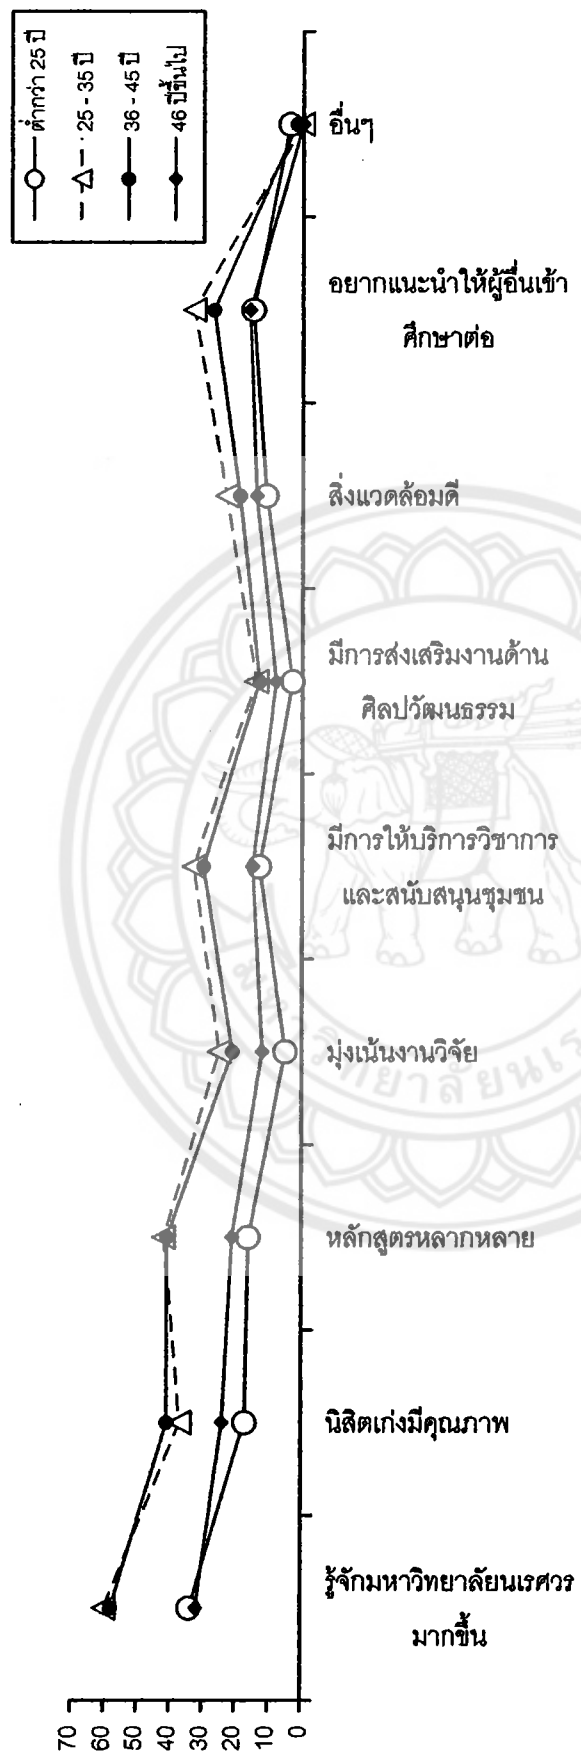 ต่ำกว่า 25 ปี
25 - 35 ปี
36 - 45 ปี
46 ปีขึ้นไป
อื่นๆ
อยากแนะนำให้ผู้อื่นเข้า
ศึกษาต่อ
สิ่งแวดล้อมดี
มีการส่งเสริมงานด้าน
ศิลปวัฒนธรรม
มีการให้บริการวิชาการ
และสนับสนุนชุมชน
มุ่งเน้นงานวิจัย
หลักสูตรหลากหลาย
นิสิตเก่งมีคุณภาพ
รู้จักมหาวิทยาลัยนเรศวร
มากขึ้น
70
60
50
40
30
20
10
0